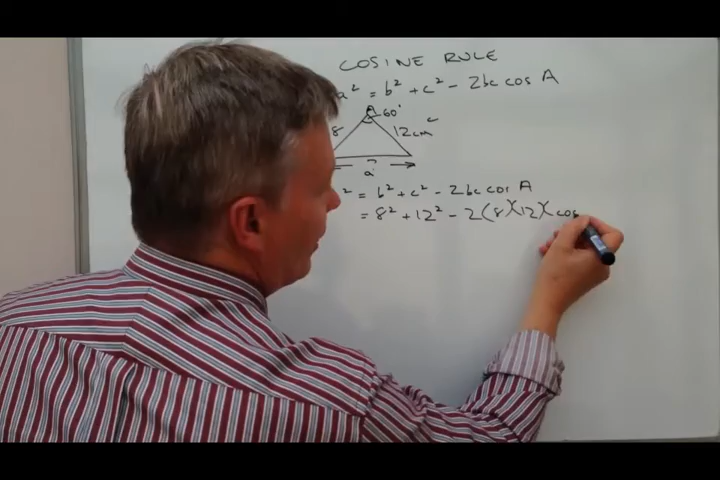 COSINE RULE
a² = b² + c² - 2bc cos A
A 60°
8 12cm c
?
a
² = b² + c² - 2bc cos A
= 8² + 12² - 2(8)(12)(cos